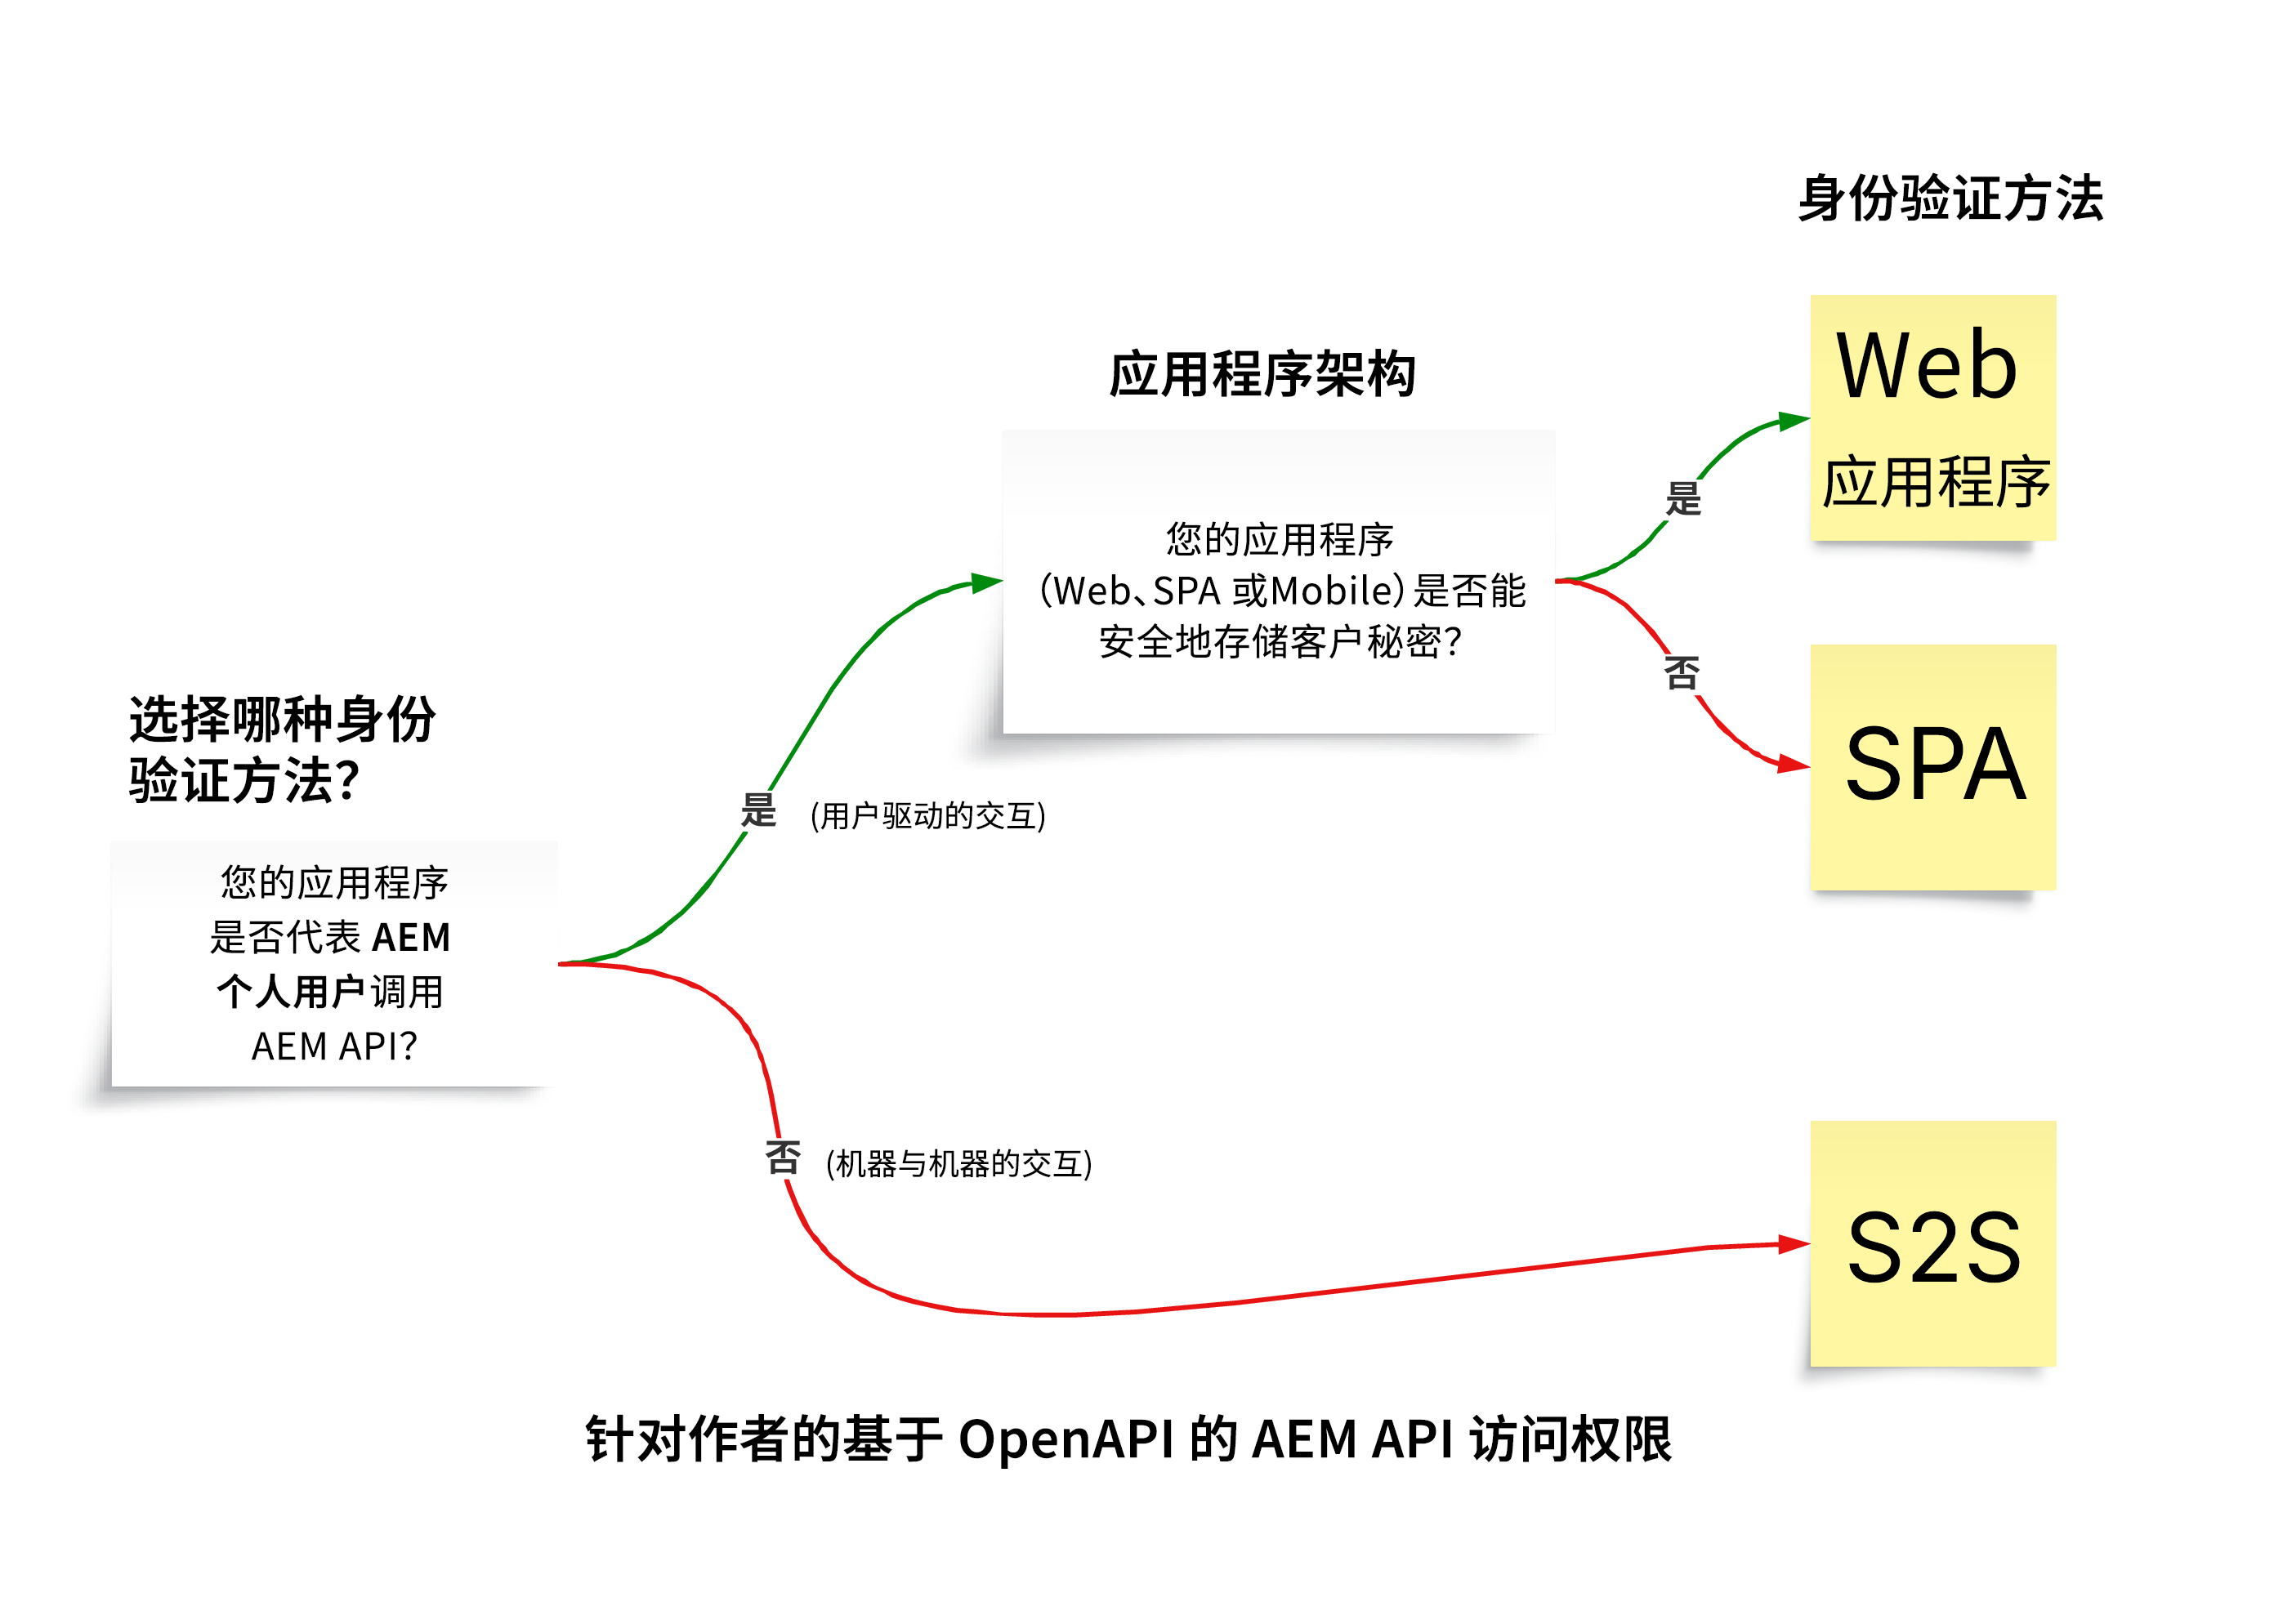 身份验证方法
Web
应用程序
应用程序架构
是
您的应用程序
（Web、SPA 或Mobile）是否能
安全地存储客户秘密？
否
SPA
选择哪种身份
验证方法？
是 (用户驱动的交互)
您的应用程序
是否代表 AEM
个人用户调用
AEM API？
否 (机器与机器的交互)
S2S
针对作者的基于 OpenAPI 的 AEM API 访问权限